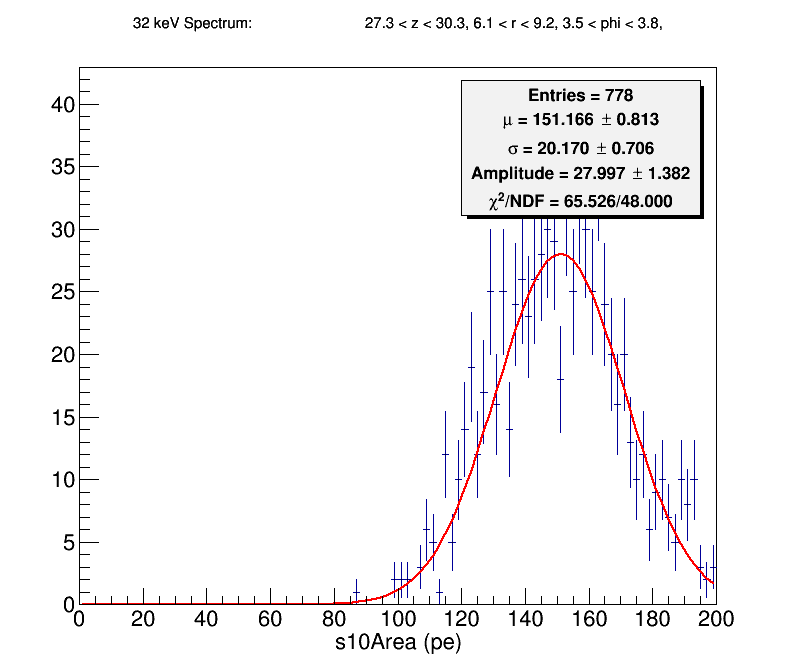 32 keV Spectrum: 27.3 < z < 30.3, 6.1 < r < 9.2, 3.5 < phi < 3.8,
Entries = 778
μ = 151.166 ± 0.813
σ = 20.170 ± 0.706
Amplitude = 27.997 ± 1.382
χ²/NDF = 65.526/48.000
40
35
30
25
20
15
10
5
0
0 20 40 60 80 100 120 140 160 180 200
s10Area (pe)